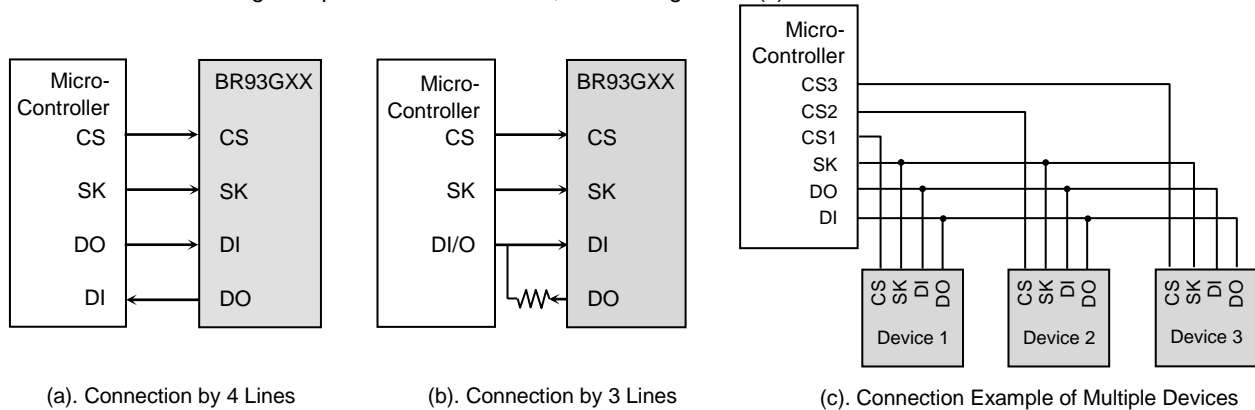 Micro-
Controller
CS
SK
DO
DI
BR93GXX
CS
SK
DI
DO
(a). Connection by 4 Lines
Micro-
Controller
CS
SK
DI/O
BR93GXX
CS
SK
DI
DO
(b). Connection by 3 Lines
Micro-
Controller
CS3
CS2
CS1
SK
DO
DI
CS
SK
DI
DO
Device 1
CS
SK
DI
DO
Device 2
CS
SK
DI
DO
Device 3
(c). Connection Example of Multiple Devices